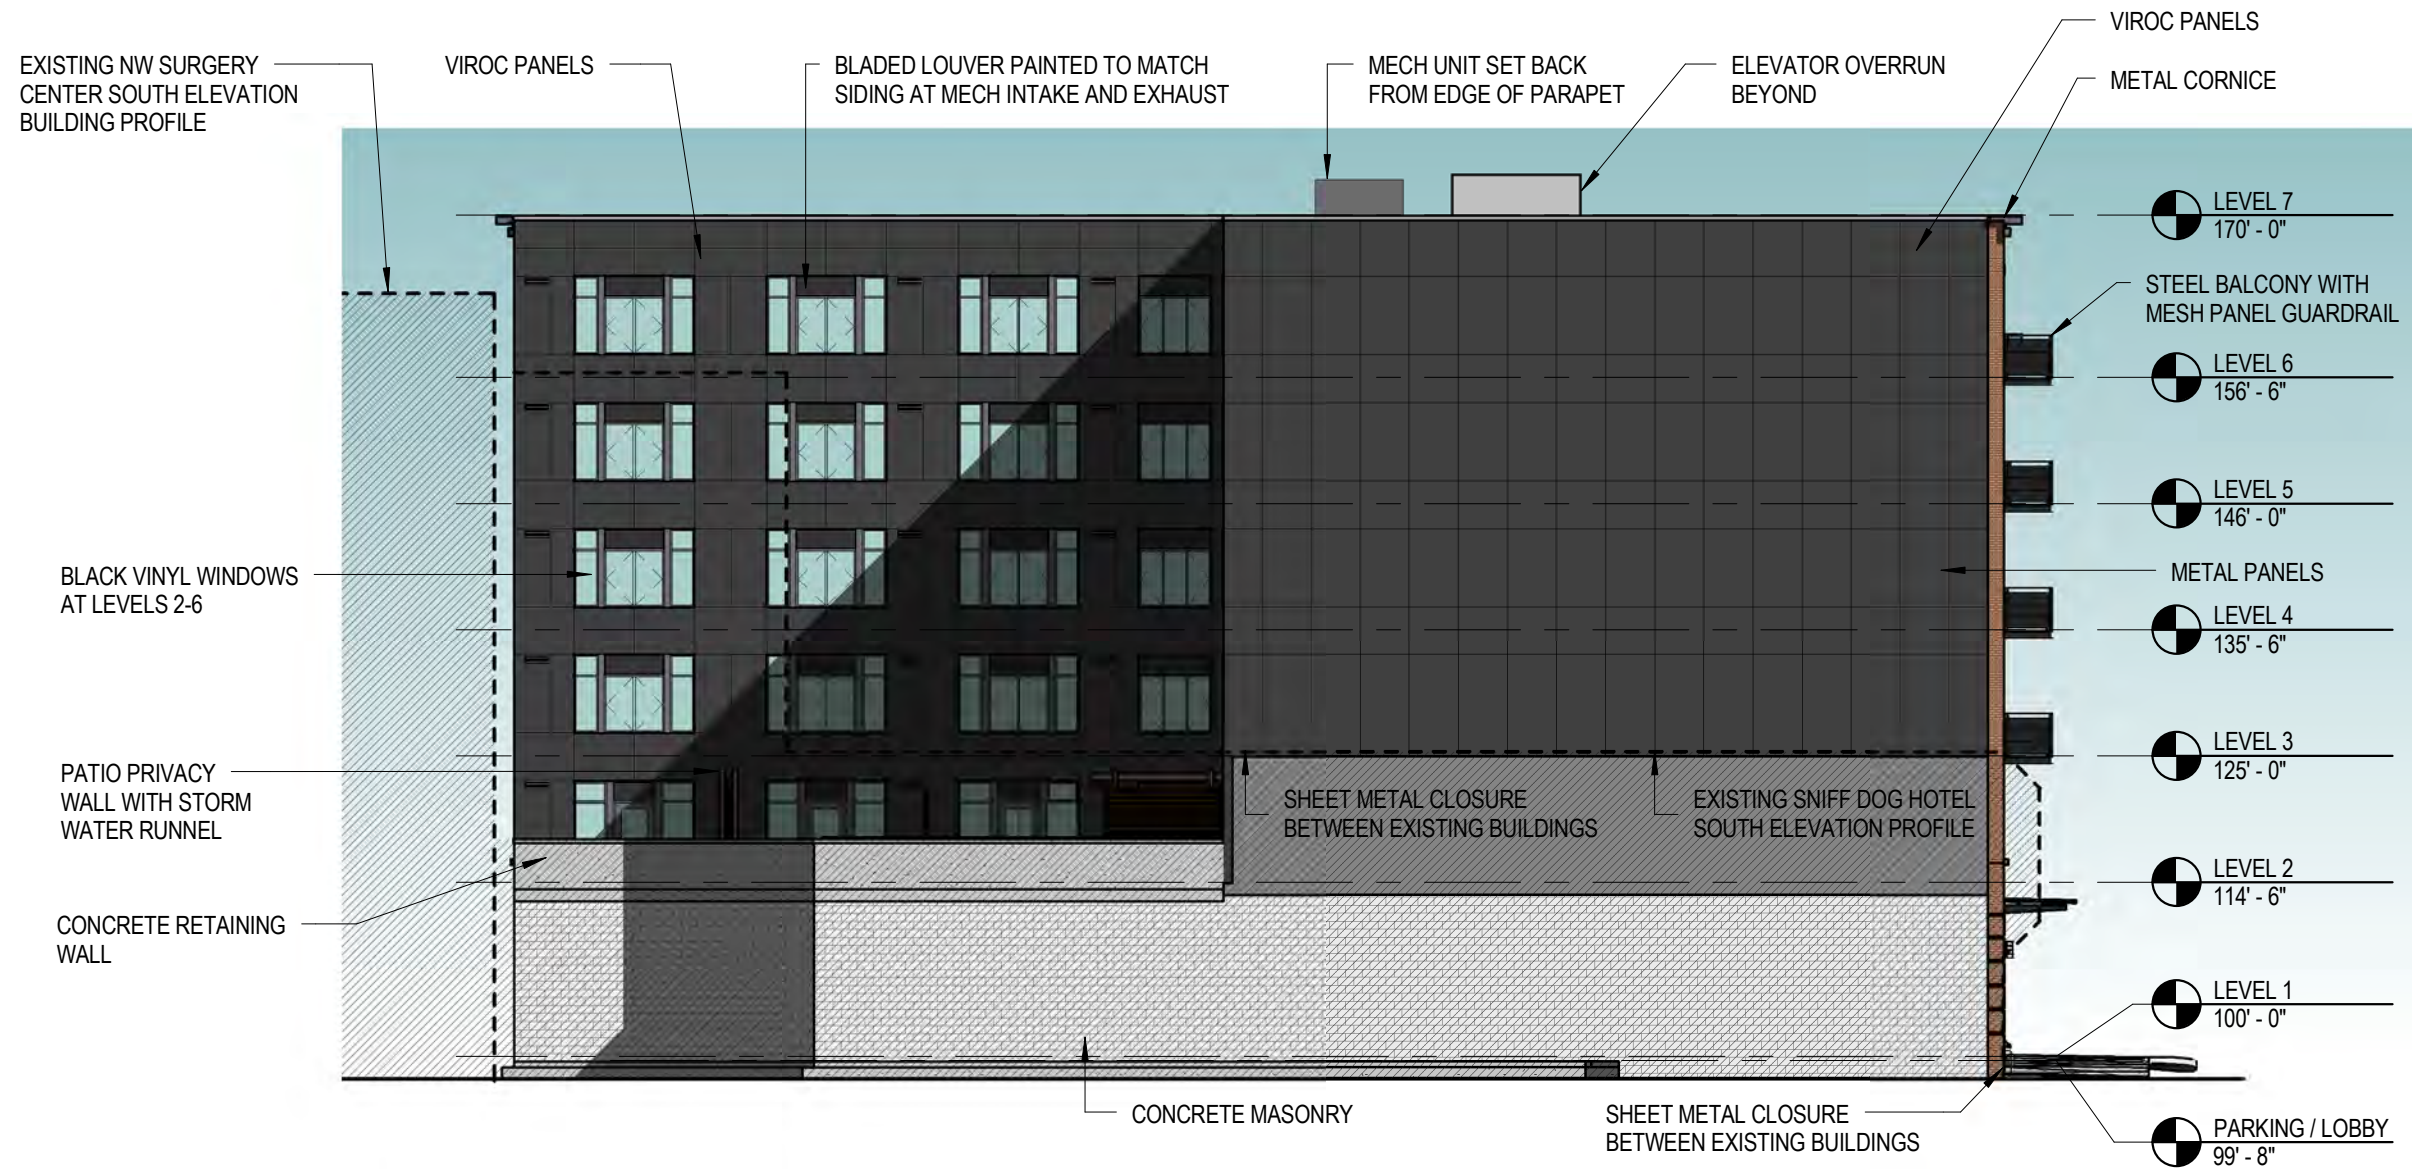 VIROC PANELS
EXISTING NW SURGERY
CENTER SOUTH ELEVATION
BUILDING PROFILE
VIROC PANELS
BLADED LOUVER PAINTED TO MATCH
SIDING AT MECH INTAKE AND EXHAUST
MECH UNIT SET BACK
FROM EDGE OF PARAPET
ELEVATOR OVERRUN
BEYOND
METAL CORNICE
LEVEL 7
170' - 0"
STEEL BALCONY WITH
MESH PANEL GUARDRAIL
LEVEL 6
156' - 6"
LEVEL 5
146' - 0"
BLACK VINYL WINDOWS
AT LEVELS 2-6
METAL PANELS
LEVEL 4
135' - 6"
LEVEL 3
125' - 0"
PATIO PRIVACY
WALL WITH STORM
WATER RUNNEL
SHEET METAL CLOSURE
BETWEEN EXISTING BUILDINGS
EXISTING SNIFF DOG HOTEL
SOUTH ELEVATION PROFILE
LEVEL 2
114' - 6"
CONCRETE RETAINING
WALL
LEVEL 1
100' - 0"
CONCRETE MASONRY
SHEET METAL CLOSURE
BETWEEN EXISTING BUILDINGS
PARKING / LOBBY
99' - 8"